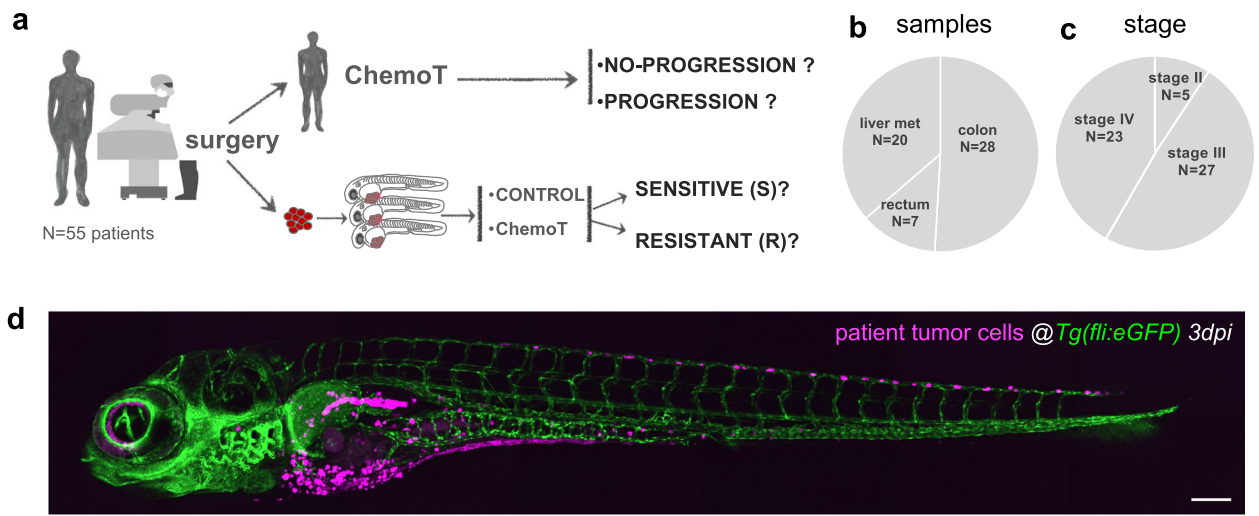 a
surgery
N=55 patients
ChemoT
•NO-PROGRESSION ?
•PROGRESSION ?
•CONTROL
•ChemoT
SENSITIVE (S)?
RESISTANT (R)?
b samples
liver met
N=20
colon
N=28
rectum
N=7
c stage
stage II
N=5
stage IV
N=23
stage III
N=27
d
patient tumor cells @Tg(fli:eGFP) 3dpi